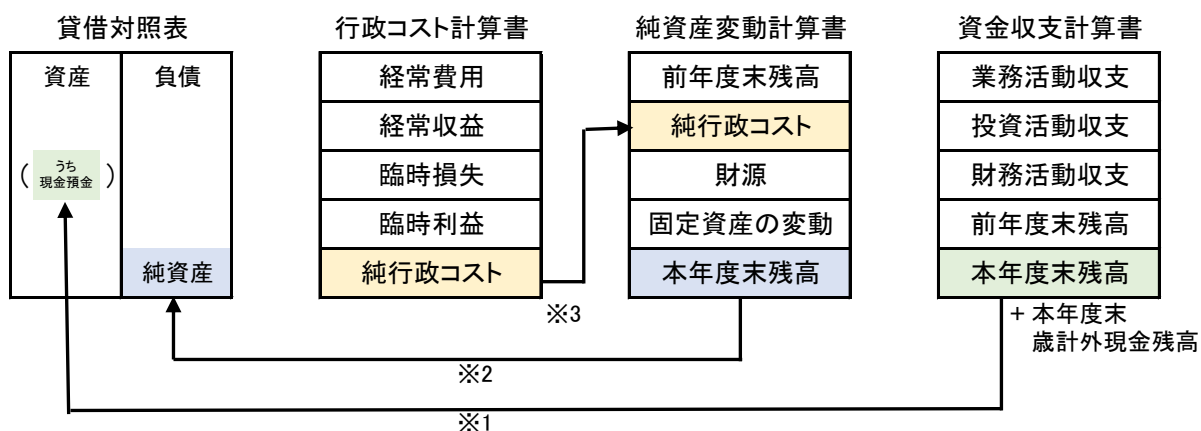 貸借対照表
資産
負債
( うち
現金預金 )
純資産
行政コスト計算書
経常費用
経常収益
臨時損失
臨時利益
純行政コスト
純資産変動計算書
前年度末残高
純行政コスト
財源
固定資産の変動
本年度末残高
資金収支計算書
業務活動収支
投資活動収支
財務活動収支
前年度末残高
本年度末残高
+ 本年度末
歳計外現金残高
※3
※2
※1